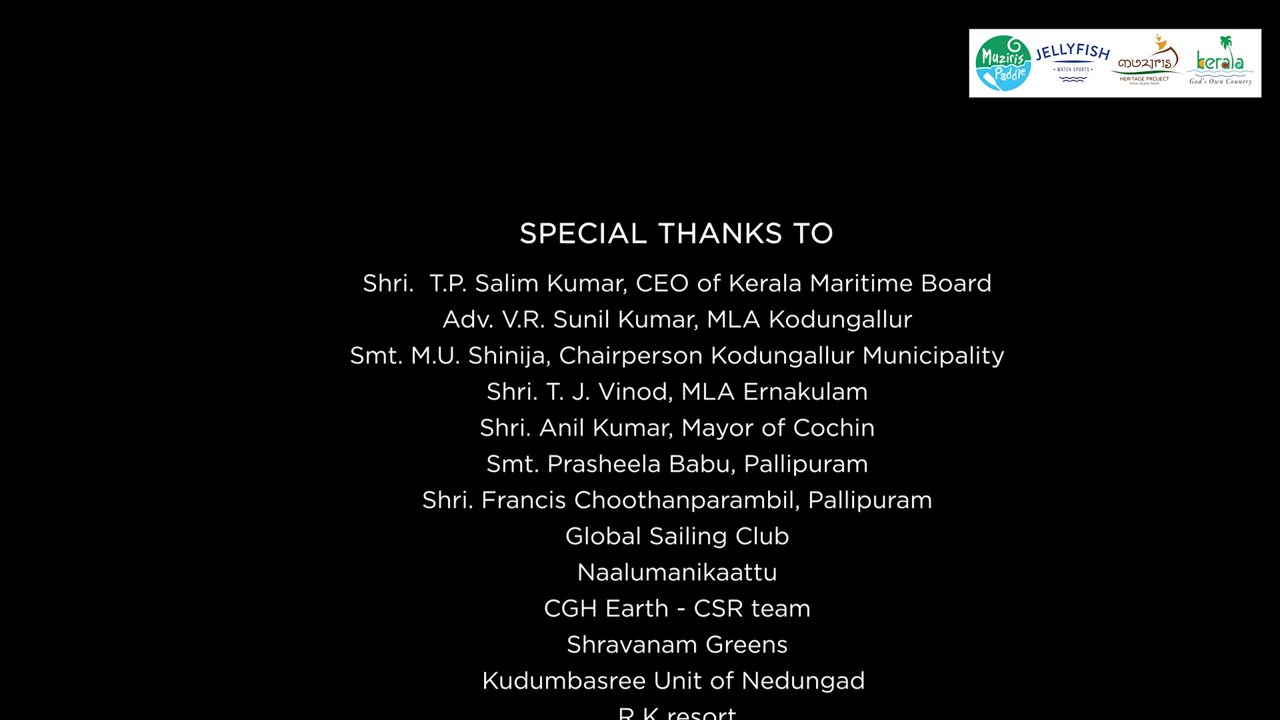 Muziris Paddle
JELLYFISH
WATER SPORTS
muziris
HERITAGE PROJECT
kerala
God's Own Country
SPECIAL THANKS TO
Shri. T.P. Salim Kumar, CEO of Kerala Maritime Board
Adv. V.R. Sunil Kumar, MLA Kodungallur
Smt. M.U. Shinija, Chairperson Kodungallur Municipality
Shri. T. J. Vinod, MLA Ernakulam
Shri. Anil Kumar, Mayor of Cochin
Smt. Prasheela Babu, Pallipuram
Shri. Francis Choothanparambil, Pallipuram
Global Sailing Club
Naalumanikaattu
CGH Earth - CSR team
Shravanam Greens
Kudumbasree Unit of Nedungad
R K resort